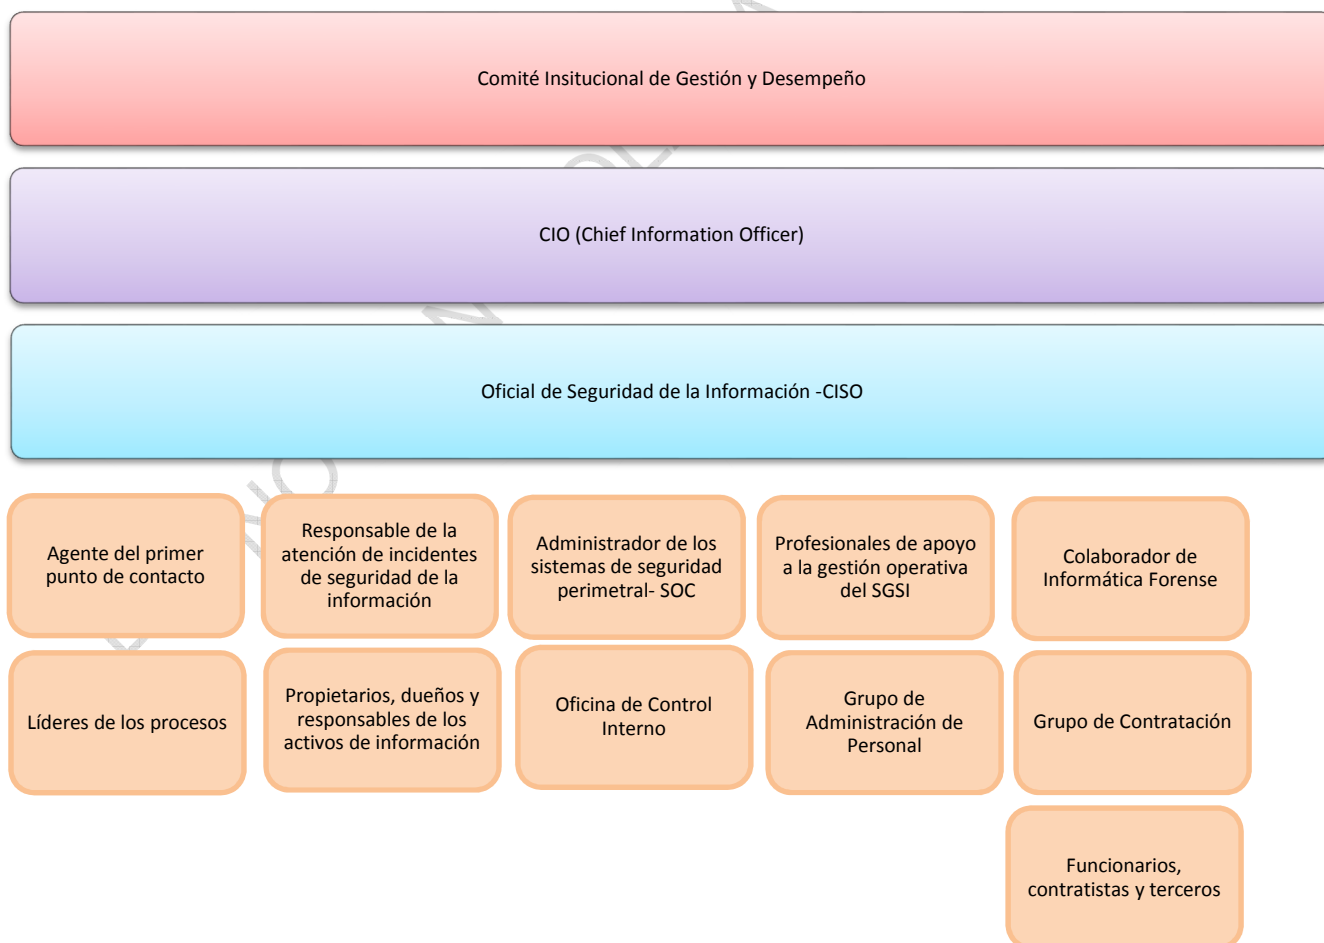 Comité Insitucional de Gestión y Desempeño
CIO (Chief Information Officer)
Oficial de Seguridad de la Información -CISO
Agente del primer
punto de contacto
Responsable de la
atención de incidentes
de seguridad de la
información
Administrador de los
sistemas de seguridad
perimetral- SOC
Profesionales de apoyo
a la gestión operativa
del SGSI
Colaborador de
Informática Forense
Líderes de los procesos
Propietarios, dueños y
responsables de los
activos de información
Oficina de Control
Interno
Grupo de
Administración de
Personal
Grupo de Contratación
Funcionarios,
contratistas y terceros